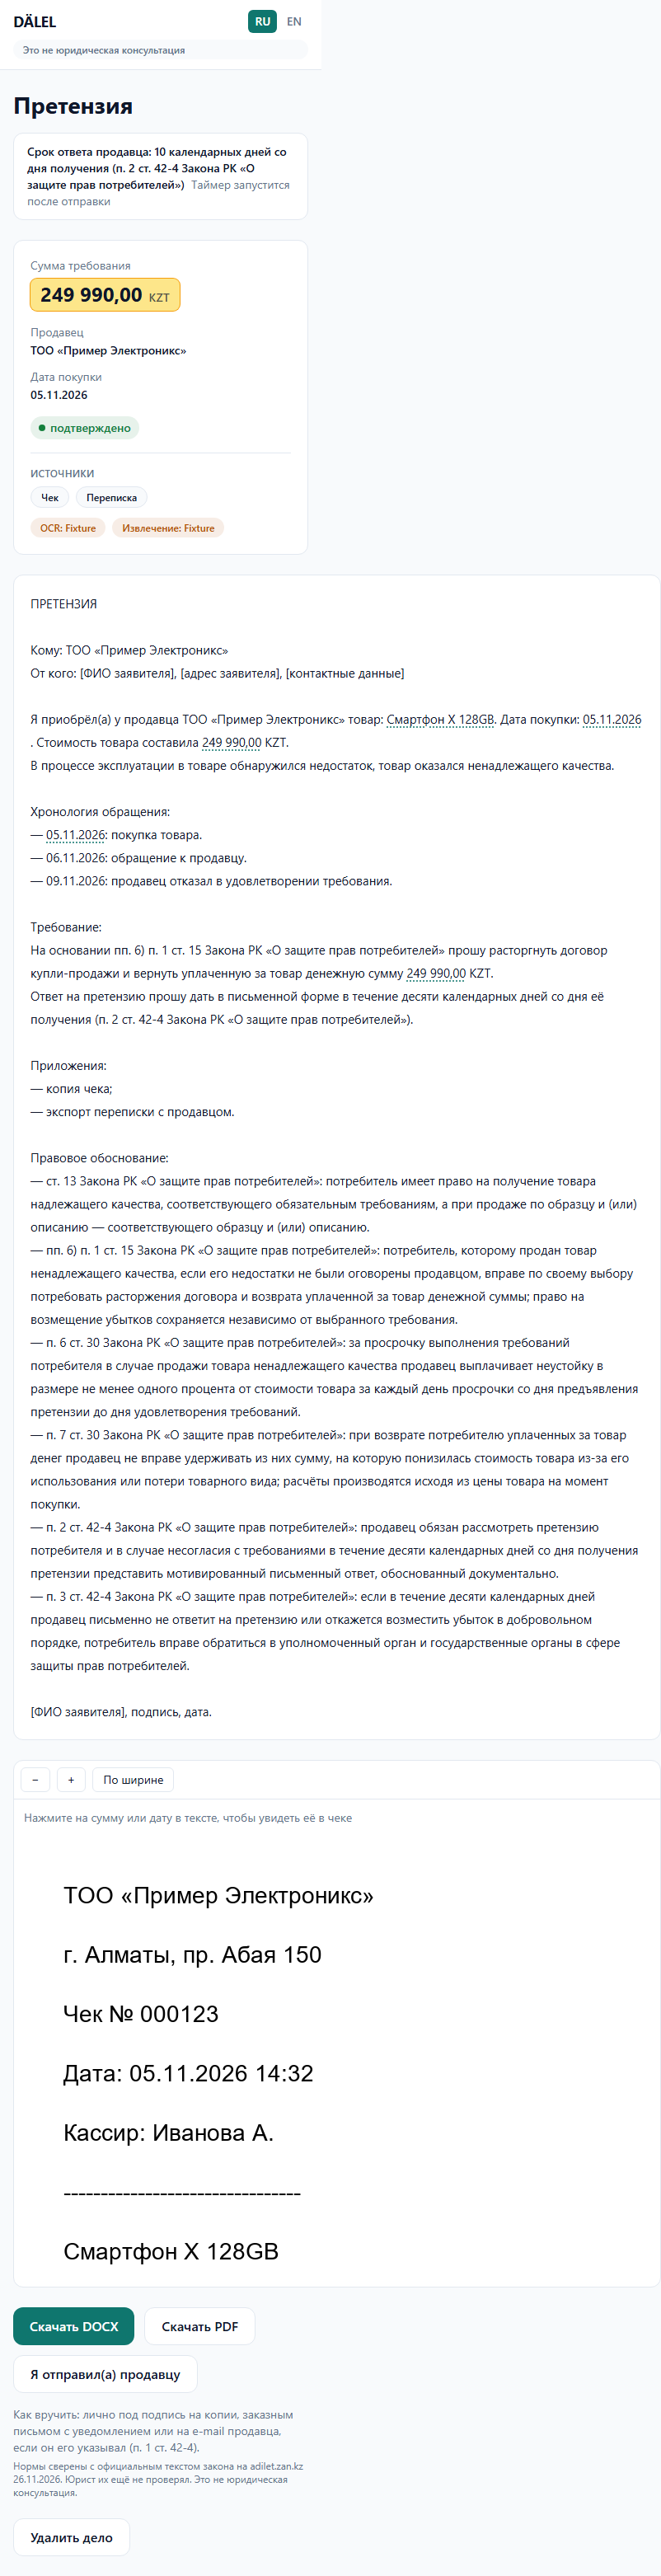 DÄLEL
RU EN
Это не юридическая консультация
Претензия
Срок ответа продавца: 10 календарных дней со
дня получения (п. 2 ст. 42-4 Закона РК «О
защите прав потребителей») Таймер запустится
после отправки
Сумма требования
249 990,00 KZT
Продавец
ТОО «Пример Электроникс»
Дата покупки
05.11.2026
подтверждено
ИСТОЧНИКИ
Чек Переписка
OCR: Fixture Извлечение: Fixture
ПРЕТЕНЗИЯ
Кому: ТОО «Пример Электроникс»
От кого: [ФИО заявителя], [адрес заявителя], [контактные данные]
Я приобрёл(а) у продавца ТОО «Пример Электроникс» товар: Смартфон X 128GB. Дата покупки: 05.11.2026
. Стоимость товара составила 249 990,00 KZT.
В процессе эксплуатации в товаре обнаружился недостаток, товар оказался ненадлежащего качества.
Хронология обращения:
— 05.11.2026: покупка товара.
— 06.11.2026: обращение к продавцу.
— 09.11.2026: продавец отказал в удовлетворении требования.
Требование:
На основании пп. 6) п. 1 ст. 15 Закона РК «О защите прав потребителей» прошу расторгнуть договор
купли-продажи и вернуть уплаченную за товар денежную сумму 249 990,00 KZT.
Ответ на претензию прошу дать в письменной форме в течение десяти календарных дней со дня её
получения (п. 2 ст. 42-4 Закона РК «О защите прав потребителей»).
Приложения:
— копия чека;
— экспорт переписки с продавцом.
Правовое обоснование:
— ст. 13 Закона РК «О защите прав потребителей»: потребитель имеет право на получение товара
надлежащего качества, соответствующего обязательным требованиям, а при продаже по образцу и (или)
описанию — соответствующего образцу и (или) описанию.
— пп. 6) п. 1 ст. 15 Закона РК «О защите прав потребителей»: потребитель, которому продан товар
ненадлежащего качества, если его недостатки не были оговорены продавцом, вправе по своему выбору
потребовать расторжения договора и возврата уплаченной за товар денежной суммы; право на
возмещение убытков сохраняется независимо от выбранного требования.
— п. 6 ст. 30 Закона РК «О защите прав потребителей»: за просрочку выполнения требований
потребителя в случае продажи товара ненадлежащего качества продавец выплачивает неустойку в
размере не менее одного процента от стоимости товара за каждый день просрочки со дня предъявления
претензии до дня удовлетворения требований.
— п. 7 ст. 30 Закона РК «О защите прав потребителей»: при возврате потребителю уплаченных за товар
денег продавец не вправе удерживать из них сумму, на которую понизилась стоимость товара из-за его
использования или потери товарного вида; расчёты производятся исходя из цены товара на момент
покупки.
— п. 2 ст. 42-4 Закона РК «О защите прав потребителей»: продавец обязан рассмотреть претензию
потребителя и в случае несогласия с требованиями в течение десяти календарных дней со дня получения
претензии представить мотивированный письменный ответ, обоснованный документально.
— п. 3 ст. 42-4 Закона РК «О защите прав потребителей»: если в течение десяти календарных дней
продавец письменно не ответит на претензию или откажется возместить убыток в добровольном
порядке, потребитель вправе обратиться в уполномоченный орган и государственные органы в сфере
защиты прав потребителей.
[ФИО заявителя], подпись, дата.
− + По ширине
Нажмите на сумму или дату в тексте, чтобы увидеть её в чеке
ТОО «Пример Электроникс»
г. Алматы, пр. Абая 150
Чек № 000123
Дата: 05.11.2026 14:32
Кассир: Иванова А.
--------------------------------
Смартфон X 128GB
Скачать DOCX Скачать PDF
Я отправил(а) продавцу
Как вручить: лично под подпись на копии, заказным
письмом с уведомлением или на e-mail продавца,
если он его указывал (п. 1 ст. 42-4).
Нормы сверены с официальным текстом закона на adilet.zan.kz
26.11.2026. Юрист их ещё не проверял. Это не юридическая
консультация.
Удалить дело